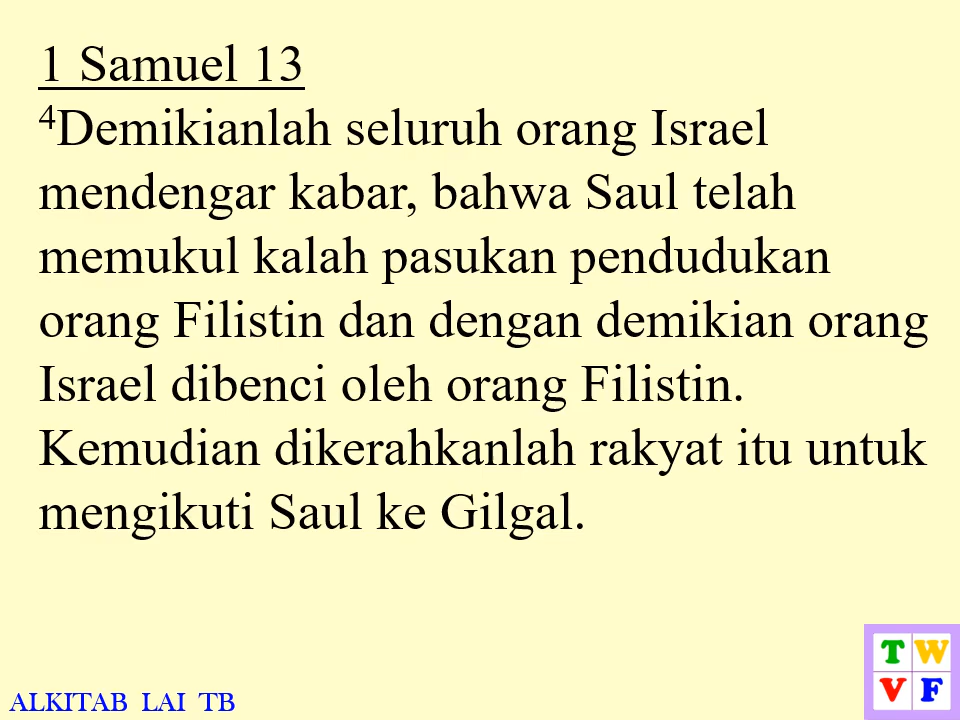 1 Samuel 13
⁴Demikianlah seluruh orang Israel
mendengar kabar, bahwa Saul telah
memukul kalah pasukan pendudukan
orang Filistin dan dengan demikian orang
Israel dibenci oleh orang Filistin.
Kemudian dikerahkanlah rakyat itu untuk
mengikuti Saul ke Gilgal.
T W
V F
ALKITAB LAI TB